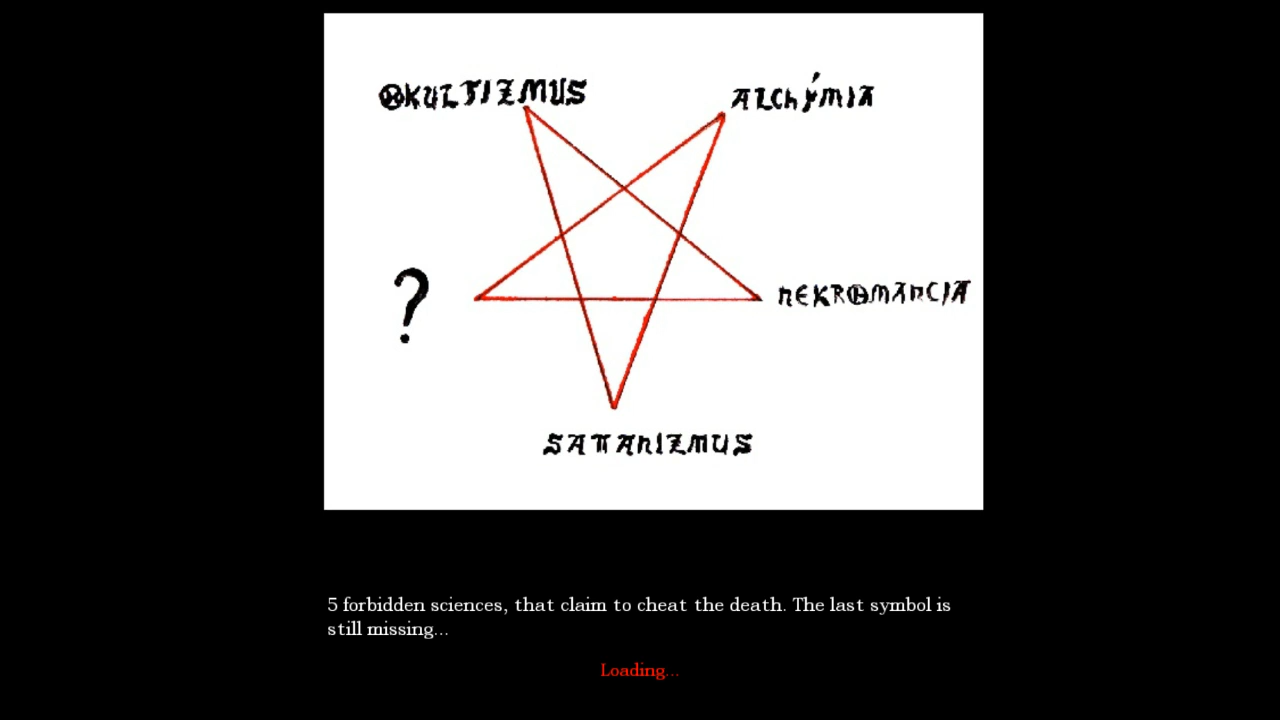 OKULTIZMUS
ALCHÝMIA
?
NEKROMANCIA
SATANIZMUS
5 forbidden sciences, that claim to cheat the death. The last symbol is
still missing...
Loading...